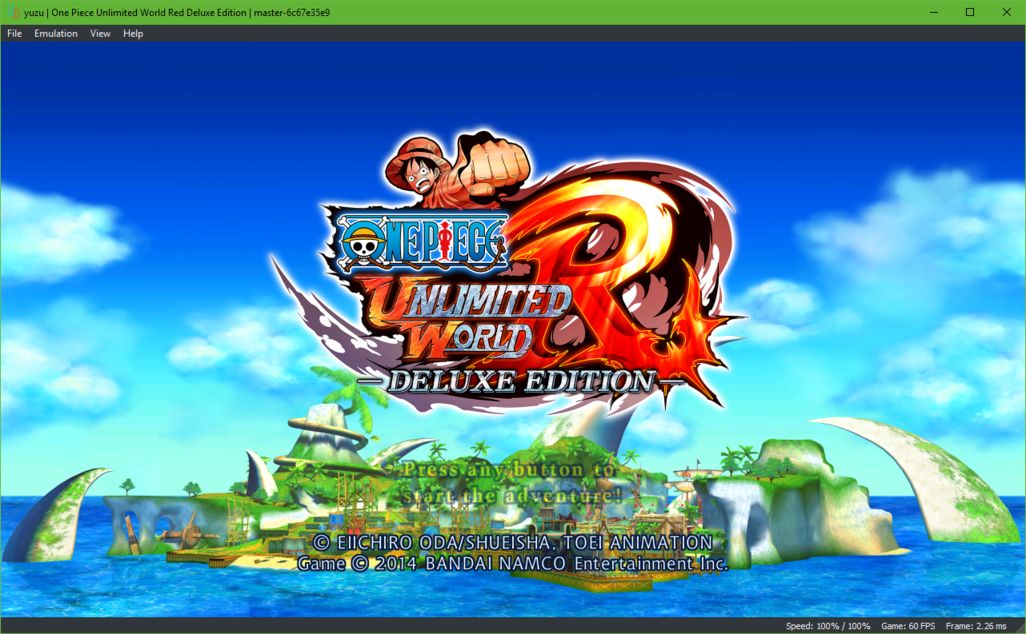 yuzu | One Piece Unlimited World Red Deluxe Edition | master-6c67e35e9
File Emulation View Help
ONE PIECE
UNLIMITED
WORLD R
DELUXE EDITION
Press any button to
start the adventure!
© EIICHIRO ODA/SHUEISHA, TOEI ANIMATION
Game © 2014 BANDAI NAMCO Entertainment Inc.
Speed: 100% / 100% Game: 60 FPS Frame: 2.26 ms